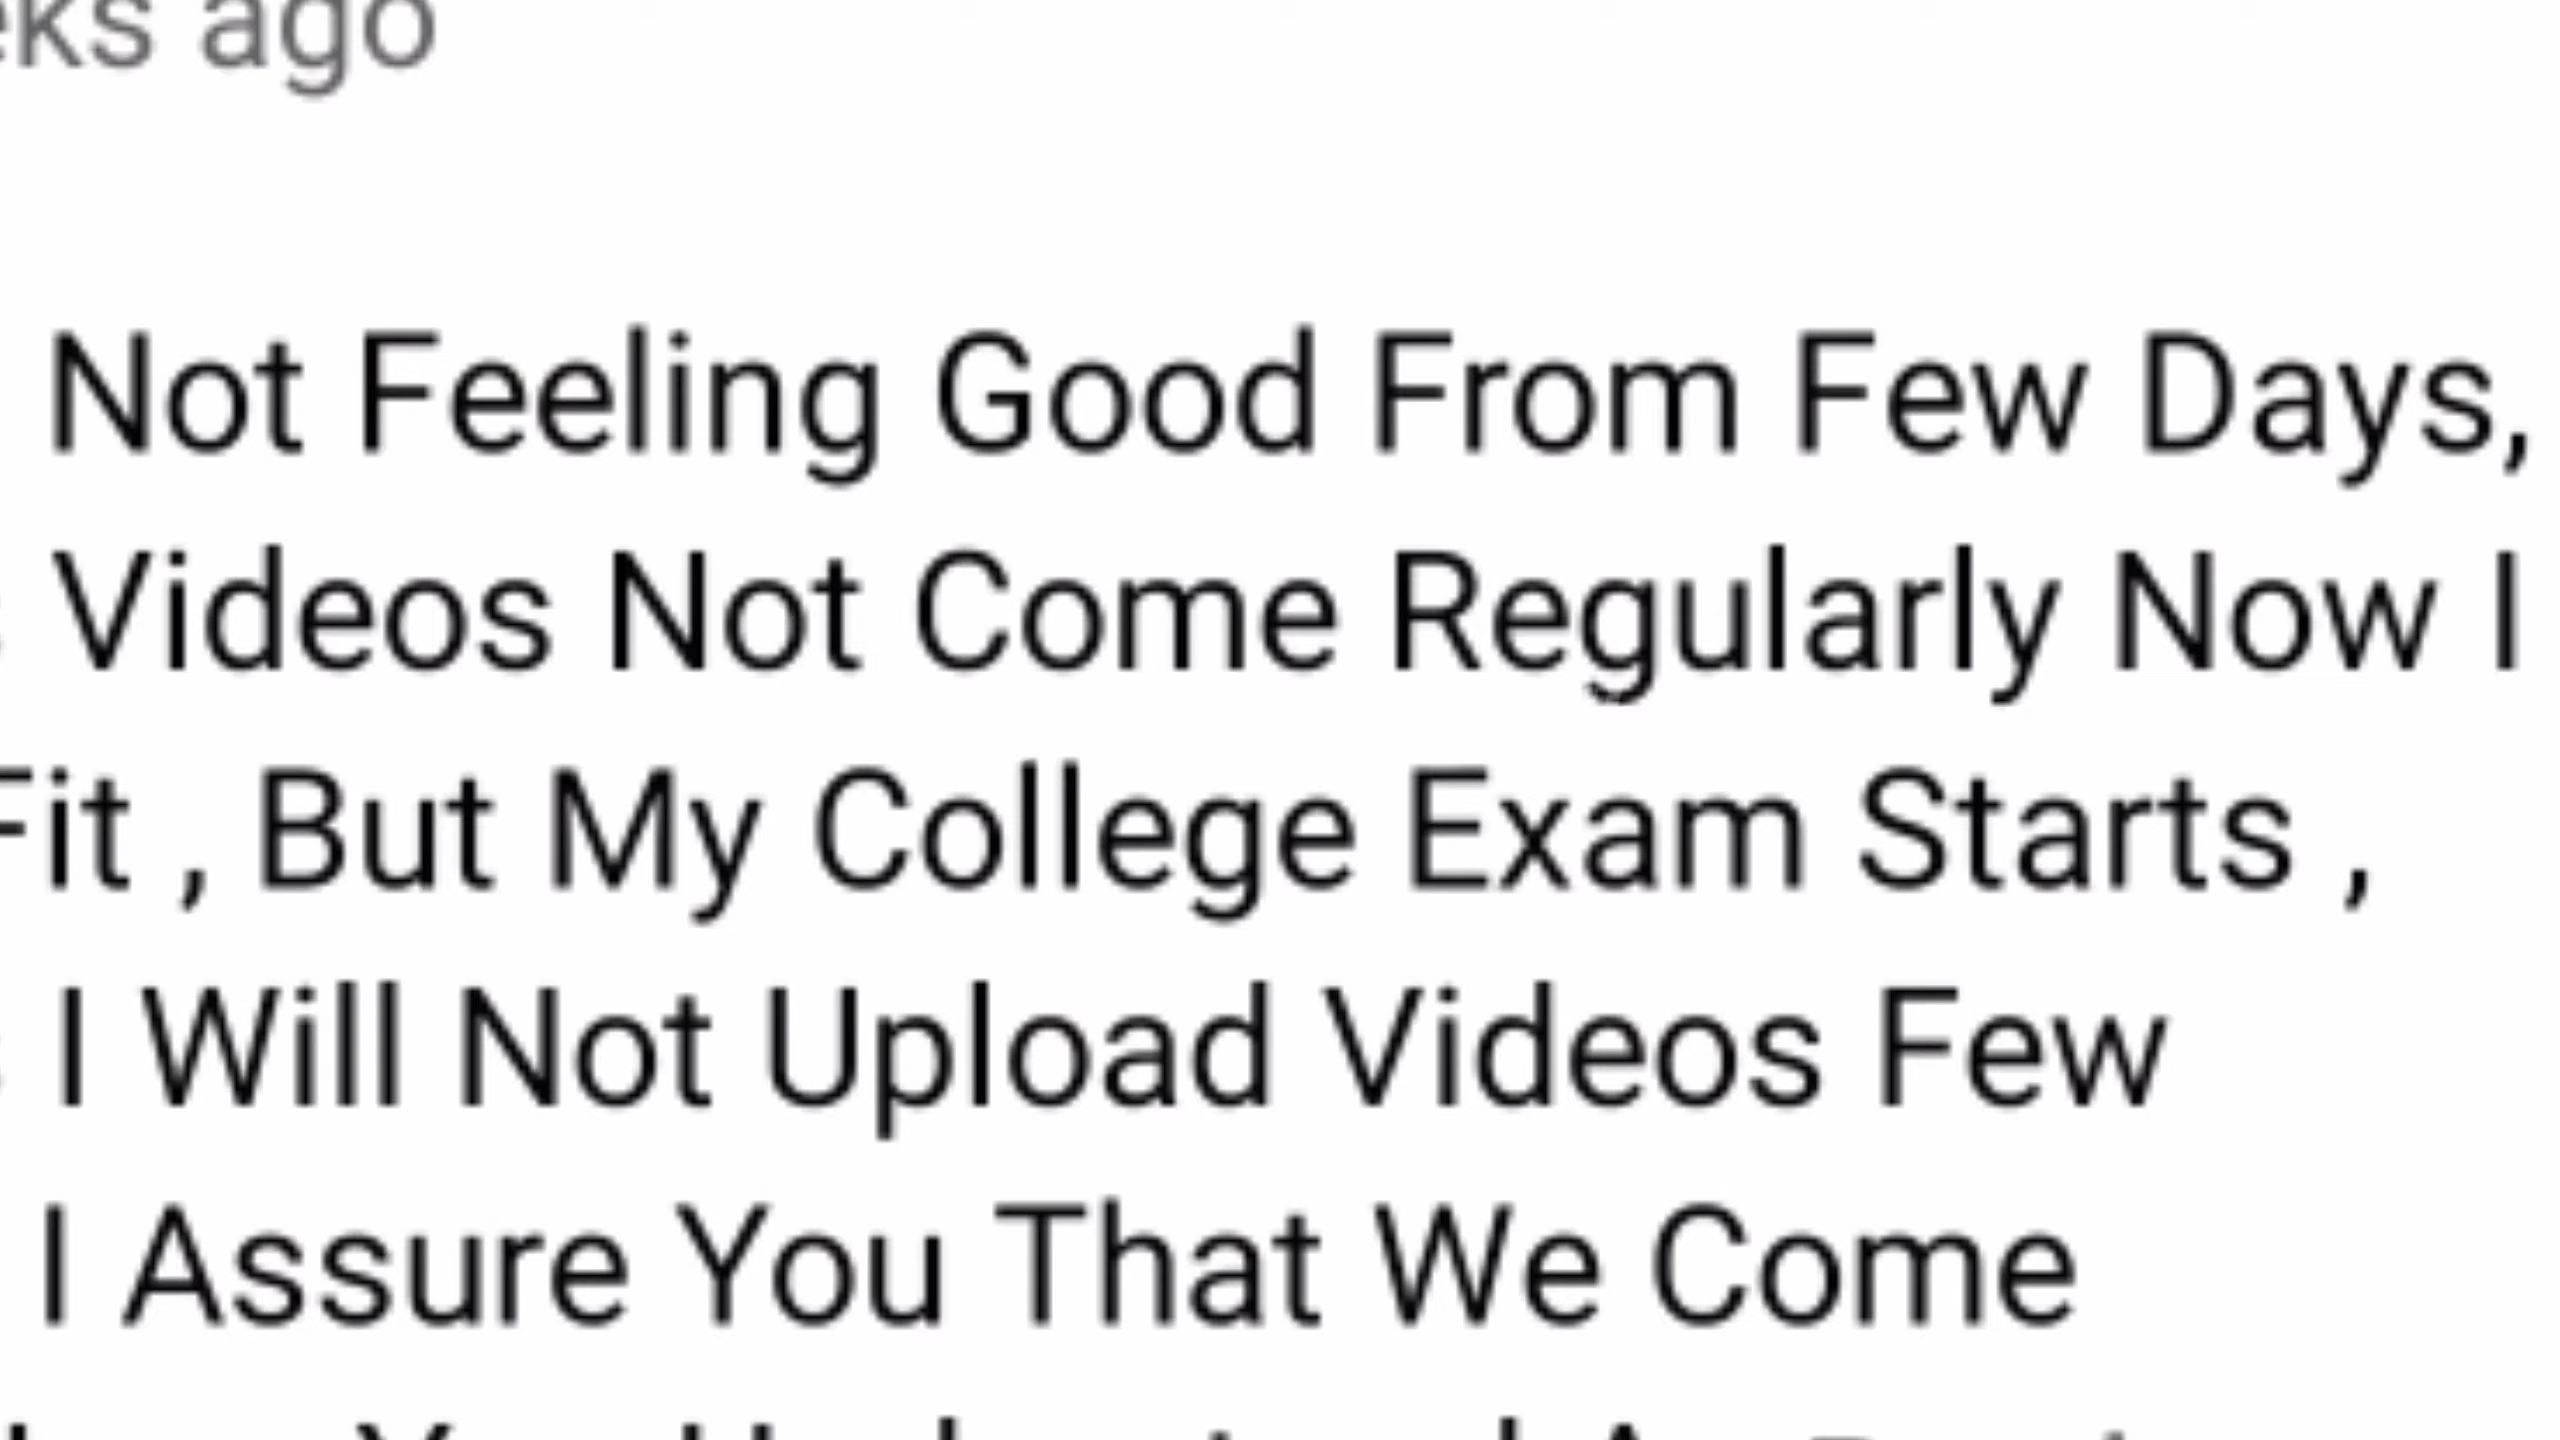 ago
Not Feeling Good From Few Days,
Videos Not Come Regularly Now I
Fit , But My College Exam Starts ,
I Will Not Upload Videos Few
I Assure You That We Come